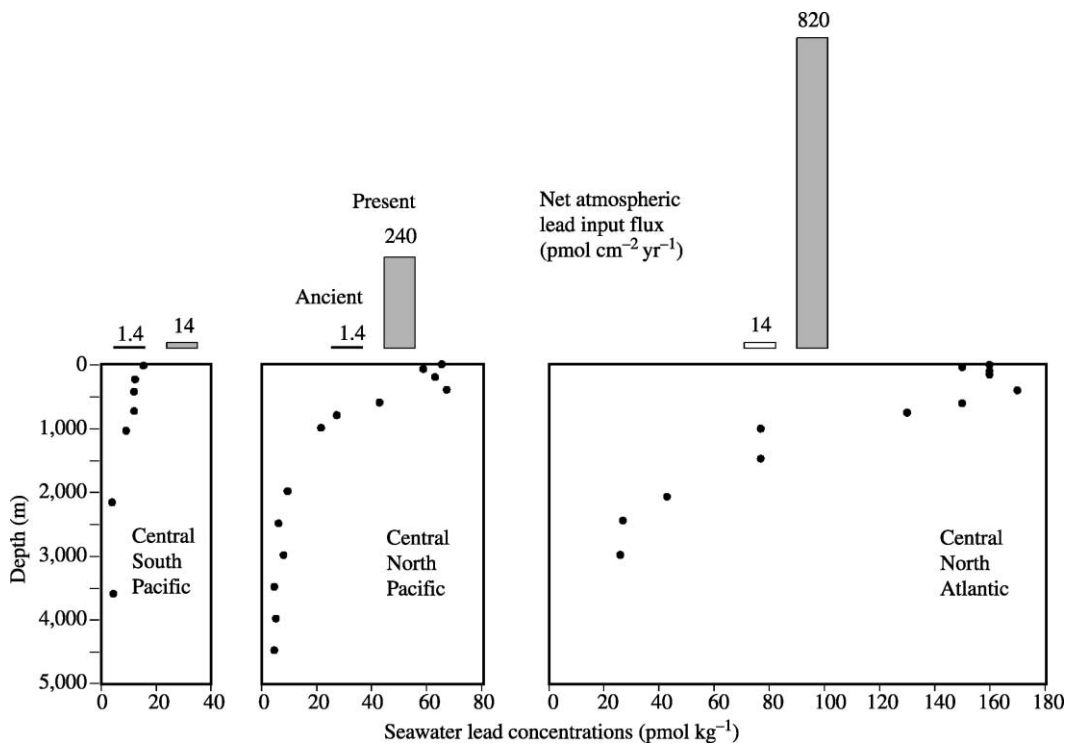 820
Present
240
Net atmospheric
lead input flux
(pmol cm⁻² yr⁻¹)
Ancient
1.4
14
1.4
14
0
1,000
2,000
3,000
4,000
5,000
Depth (m)
Central
South
Pacific
Central
North
Pacific
Central
North
Atlantic
0 20 40
0 20 40 60 80
0 20 40 60 80 100 120 140 160 180
Seawater lead concentrations (pmol kg⁻¹)